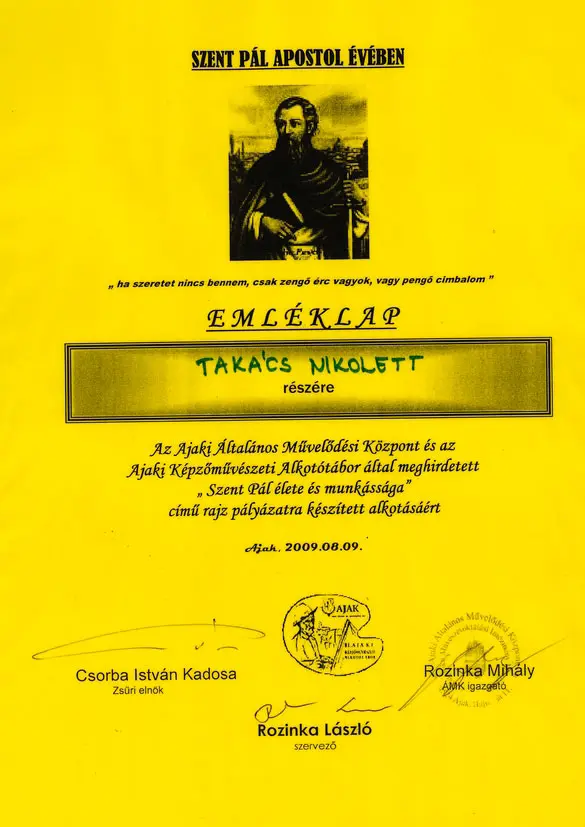 SZENT PÁL APOSTOL ÉVÉBEN
„ ha szeretet nincs bennem, csak zengő érc vagyok, vagy pengő cimbalom ”
EMLÉKLAP
TAKÁCS NIKOLETT
részére
Az Ajaki Általános Művelődési Központ és az
Ajaki Képzőművészeti Alkotótábor által meghirdetett
„ Szent Pál élete és munkássága”
című rajz pályázatra készített alkotásáért
Ajak, 2009.08.09.
AJAK
Csorba István Kadosa
Zsűri elnök
Rozinka Mihály
ÁMK igazgató
Rozinka László
szervező